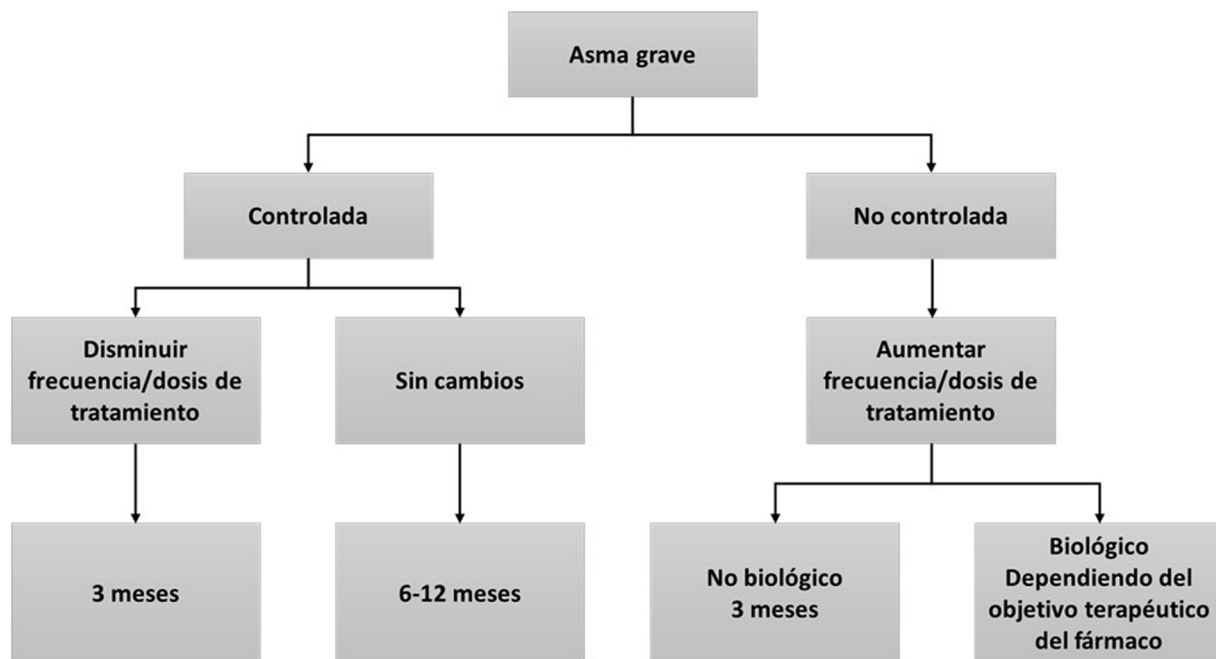 Asma grave
Controlada
No controlada
Disminuir
frecuencia/dosis de
tratamiento
Sin cambios
Aumentar
frecuencia/dosis de
tratamiento
3 meses
6-12 meses
No biológico
3 meses
Biológico
Dependiendo del
objetivo terapéutico
del fármaco